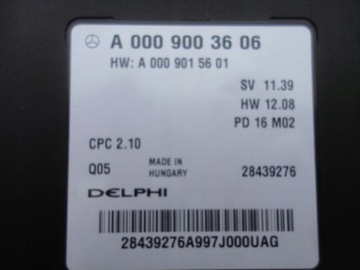 A 000 900 36 06
HW: A 000 901 56 01
SV 11.39
HW 12.08
PD 16 M02
CPC 2.10
Q05
MADE IN
HUNGARY
28439276
DELPHI
28439276A997J000UAG